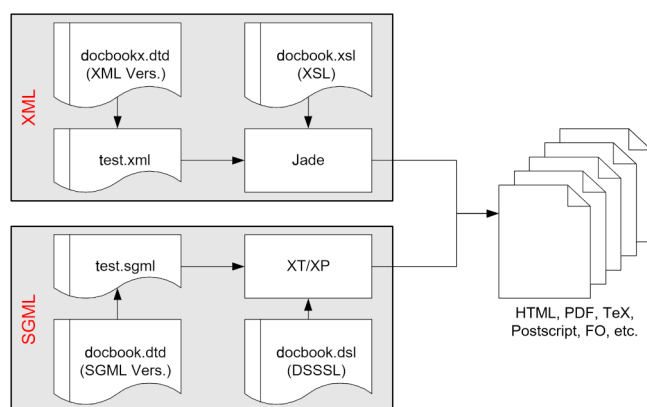 XML
docbookx.dtd
(XML Vers.)
docbook.xsl
(XSL)
test.xml
Jade
SGML
test.sgml
XT/XP
docbook.dtd
(SGML Vers.)
docbook.dsl
(DSSSL)
HTML, PDF, TeX,
Postscript, FO, etc.